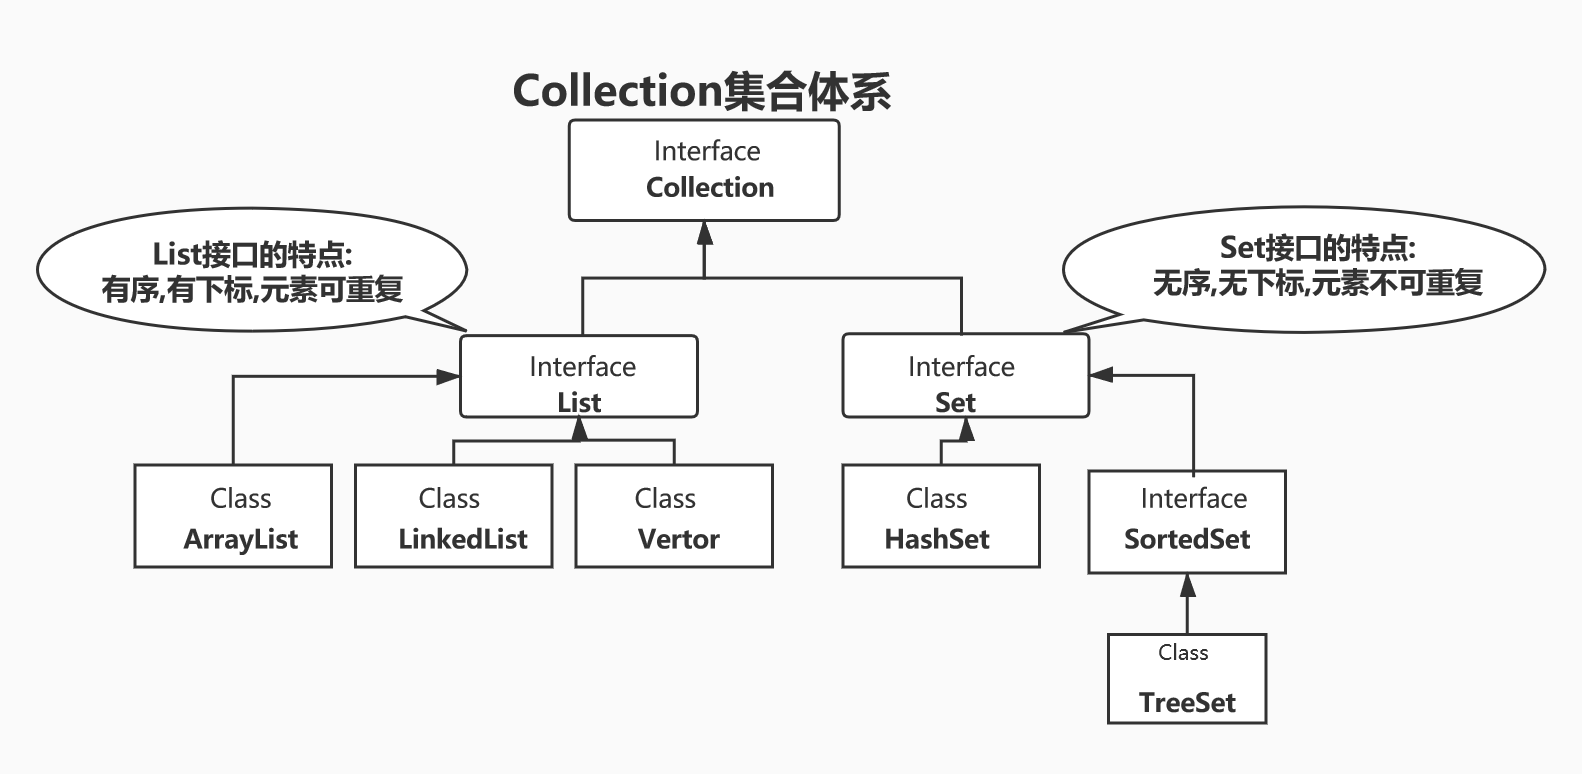 Collection集合体系
Interface
Collection
List接口的特点:
有序,有下标,元素可重复
Set接口的特点:
无序,无下标,元素不可重复
Interface
List
Interface
Set
Class
ArrayList
Class
LinkedList
Class
Vertor
Class
HashSet
Interface
SortedSet
Class
TreeSet